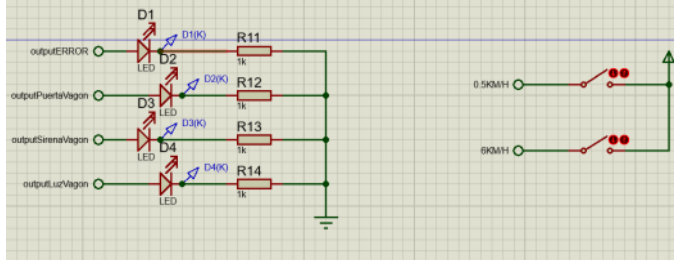 D1
D1(K)
R11
outputERROR
LED
1k
D2
D2(K)
R12
outputPuertaVagon
LED
1k
D3
D3(K)
R13
outputSirenaVagon
LED
1k
D4
D4(K)
R14
outputLuzVagon
LED
1k
0.5KM/H
6KM/H